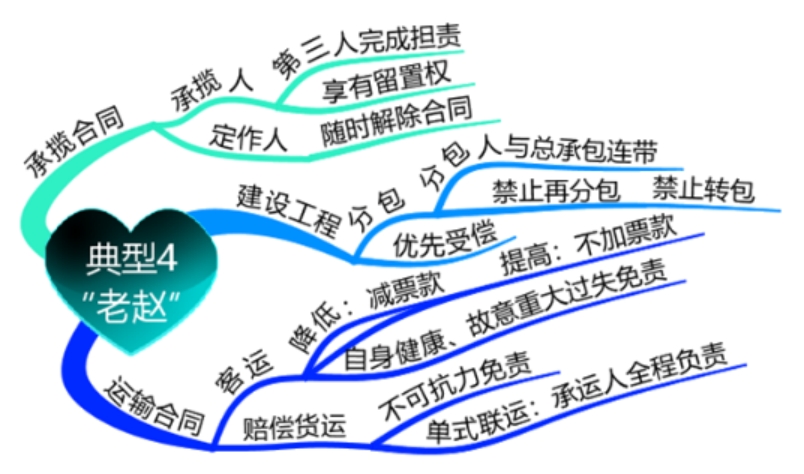 典型4
“老赵”
承揽合同
承揽人
第三人完成担责
享有留置权
定作人
随时解除合同
建设工程
分包
分包人与总承包连带
禁止再分包 禁止转包
优先受偿
运输合同
客运
降低：减票款
提高：不加票款
自身健康、故意重大过失免责
赔偿货运
不可抗力免责
单式联运：承运人全程负责